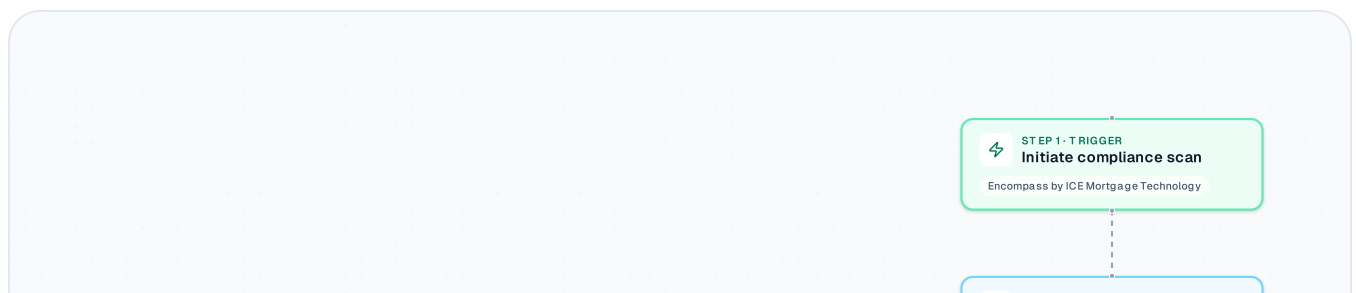 STEP 1 · TRIGGER
Initiate compliance scan
Encompass by ICE Mortgage Technology